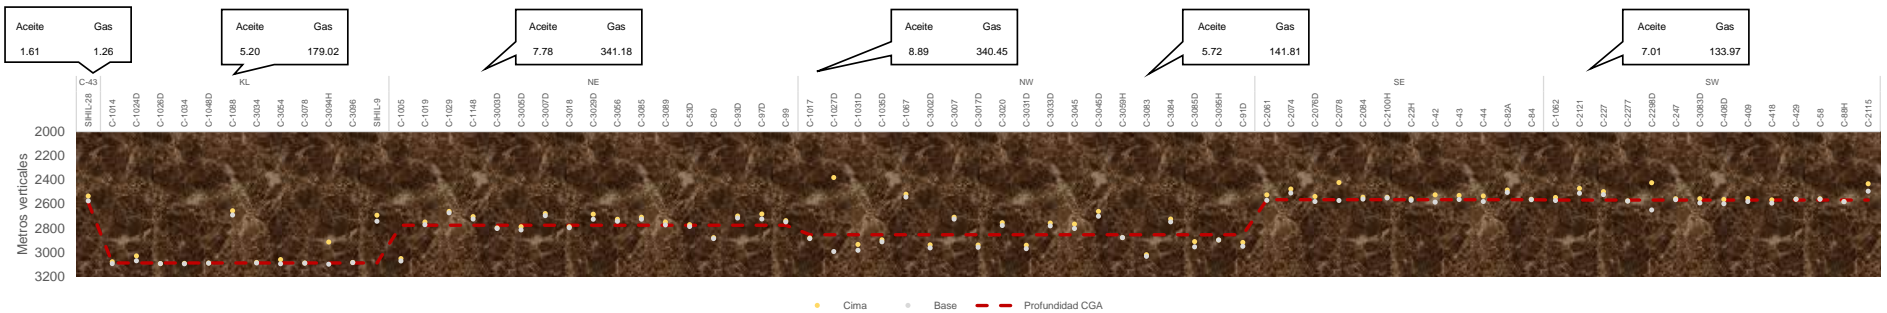 Aceite Gas
1.61 1.26
Aceite Gas
5.20 179.02
Aceite Gas
7.78 341.18
Aceite Gas
8.89 340.45
Aceite Gas
5.72 141.81
Aceite Gas
7.01 133.97
C-43 KL NE NW SE SW
SIHIL-28
C-1014
C-1024D
C-1026D
C-1034
C-1048D
C-1088
C-3034
C-3054
C-3078
C-3094H
C-3096
SIHIL-9
C-1005
C-1019
C-1029
C-1148
C-3003D
C-3005D
C-3007D
C-3018
C-3029D
C-3056
C-3085
C-3089
C-53D
C-80
C-93D
C-97D
C-99
C-1017
C-1027D
C-1031D
C-1035D
C-1067
C-3002D
C-3007
C-3017D
C-3020
C-3031D
C-3033D
C-3045
C-3045D
C-3059H
C-3083
C-3084
C-3085D
C-3095H
C-91D
C-2061
C-2074
C-2076D
C-2078
C-2084
C-2100H
C-22H
C-42
C-43
C-44
C-82A
C-84
C-1062
C-2121
C-227
C-2277
C-2298D
C-247
C-3083D
C-408D
C-409
C-418
C-429
C-58
C-88H
C-2115
Metros verticales
2000
2200
2400
2600
2800
3000
3200
Cima Base Profundidad CGA